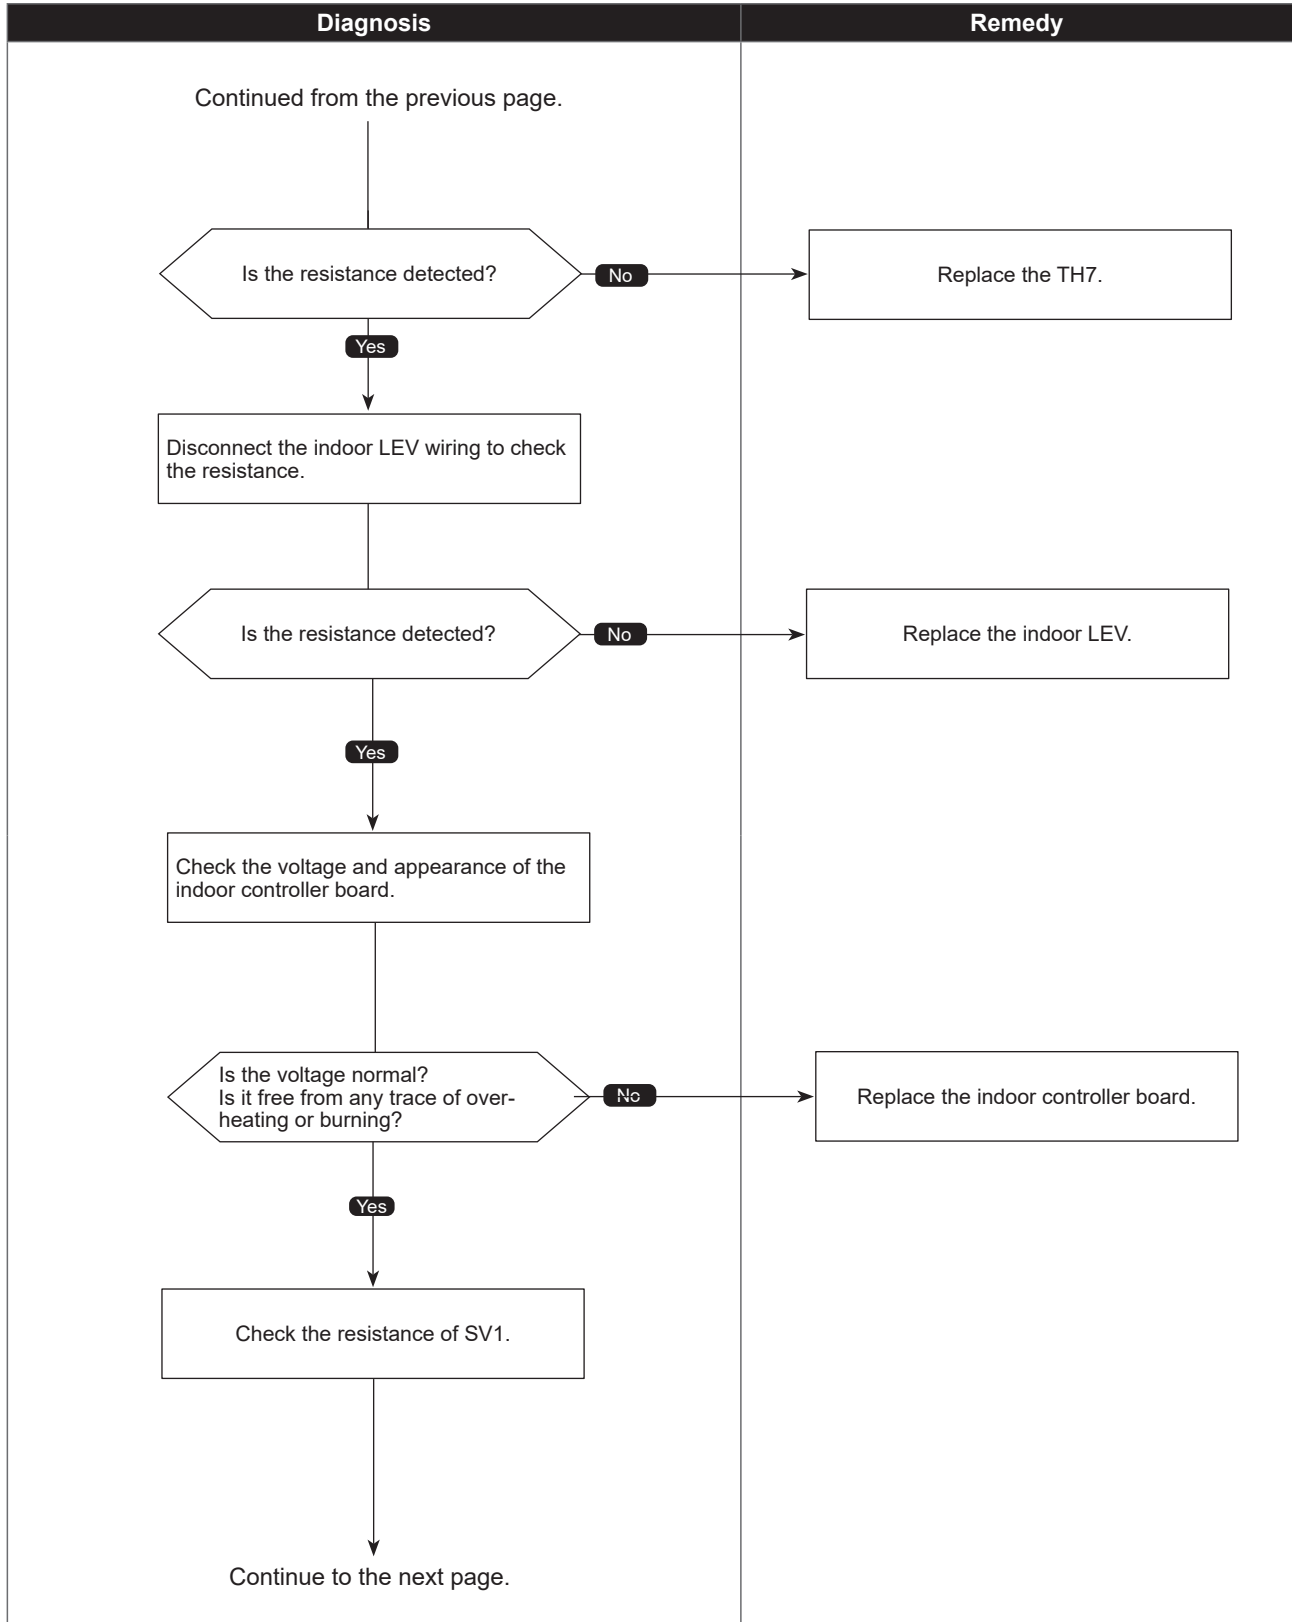 Diagnosis
Remedy
Continued from the previous page.
Is the resistance detected?
No
Replace the TH7.
Yes
Disconnect the indoor LEV wiring to check
the resistance.
Is the resistance detected?
No
Replace the indoor LEV.
Yes
Check the voltage and appearance of the
indoor controller board.
Is the voltage normal?
Is it free from any trace of over-
heating or burning?
No
Replace the indoor controller board.
Yes
Check the resistance of SV1.
Continue to the next page.